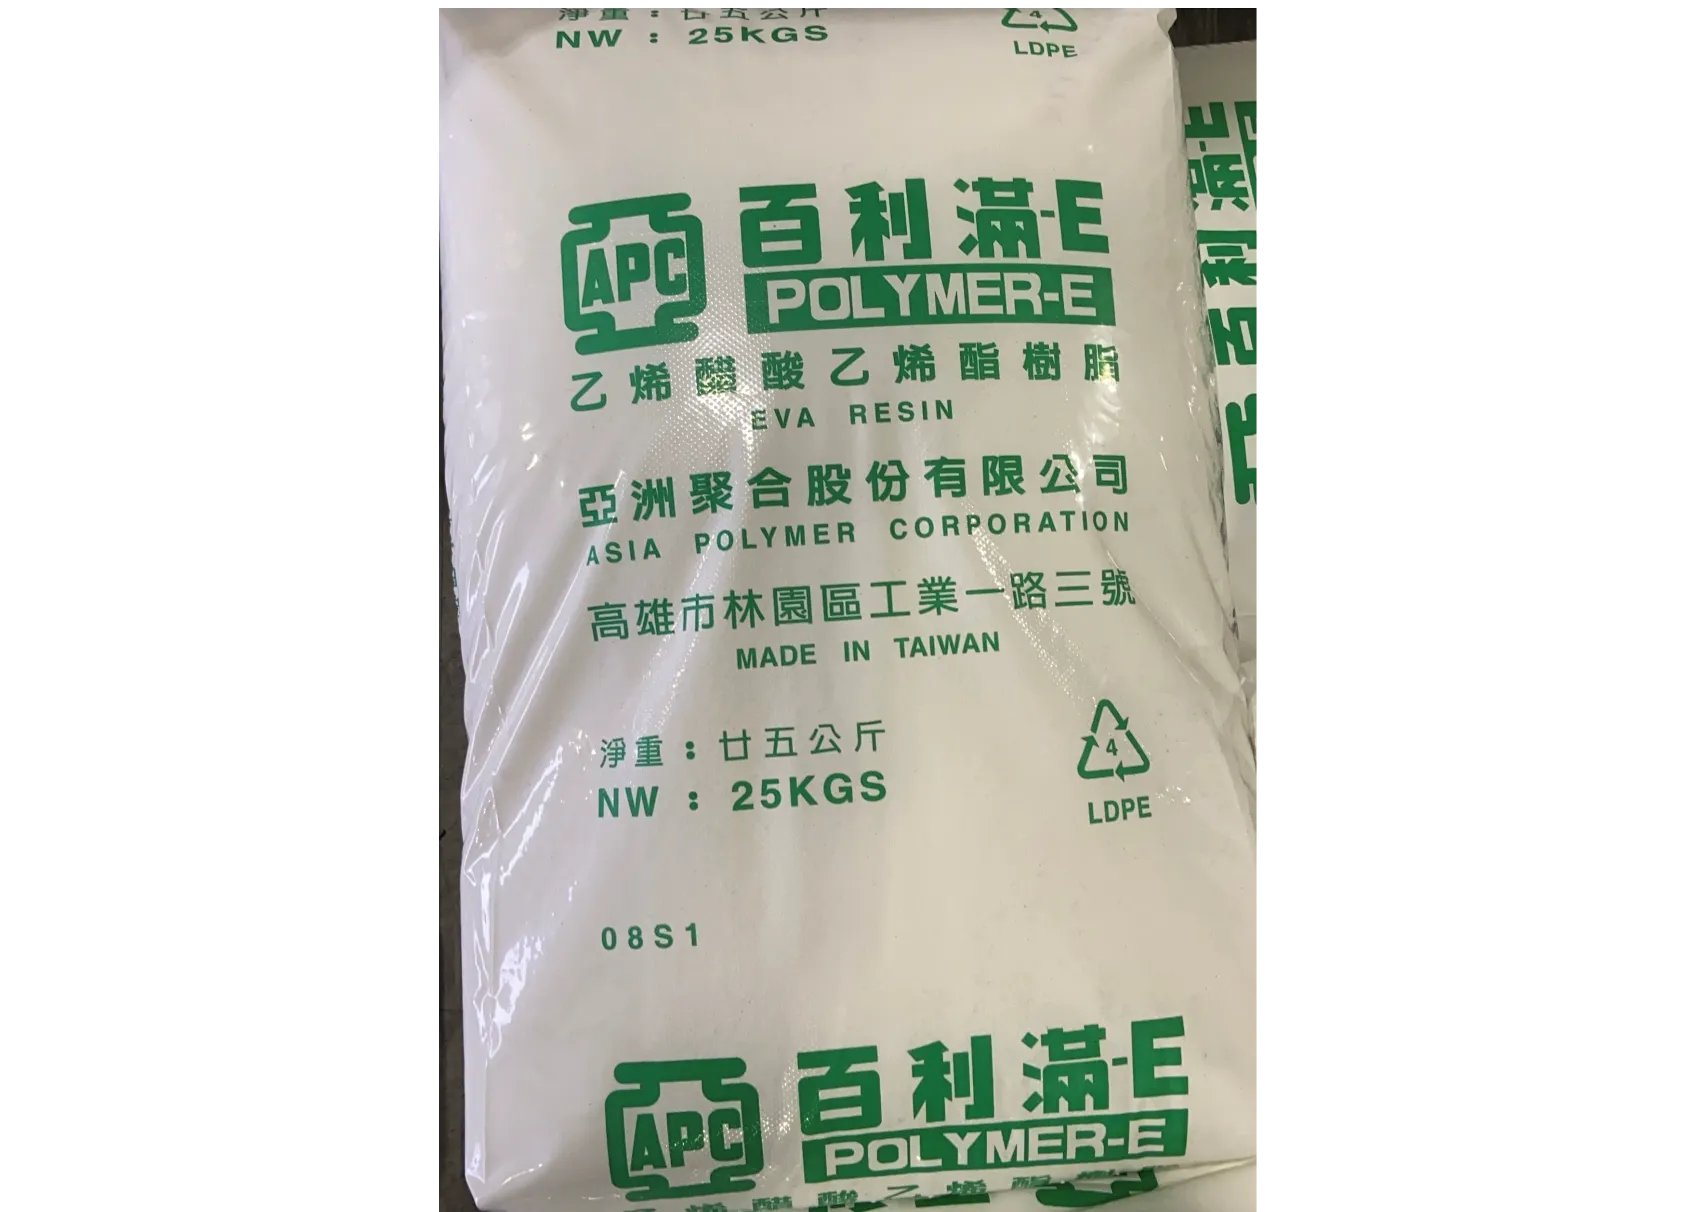 淨重：廿五公斤
NW : 25KGS
LDPE
4
APC
百利滿-E
POLYMER-E
乙烯醋酸乙烯酯樹脂
EVA RESIN
亞洲聚合股份有限公司
ASIA POLYMER CORPORATION
高雄市林園區工業一路三號
MADE IN TAIWAN
淨重：廿五公斤
NW : 25KGS
4
LDPE
08S1
APC
百利滿-E
POLYMER-E
百利滿-E